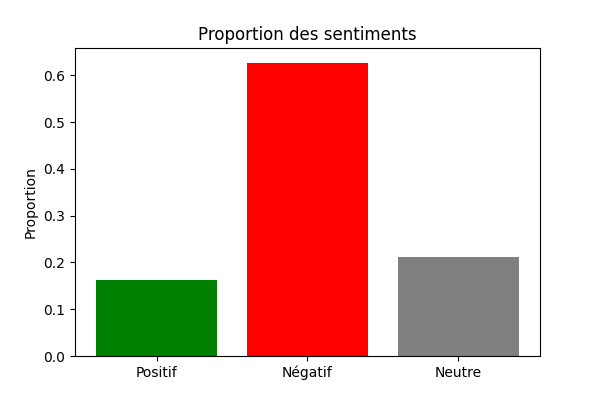 Proportion des sentiments
Proportion
0.6
0.5
0.4
0.3
0.2
0.1
0.0
Positif
Négatif
Neutre